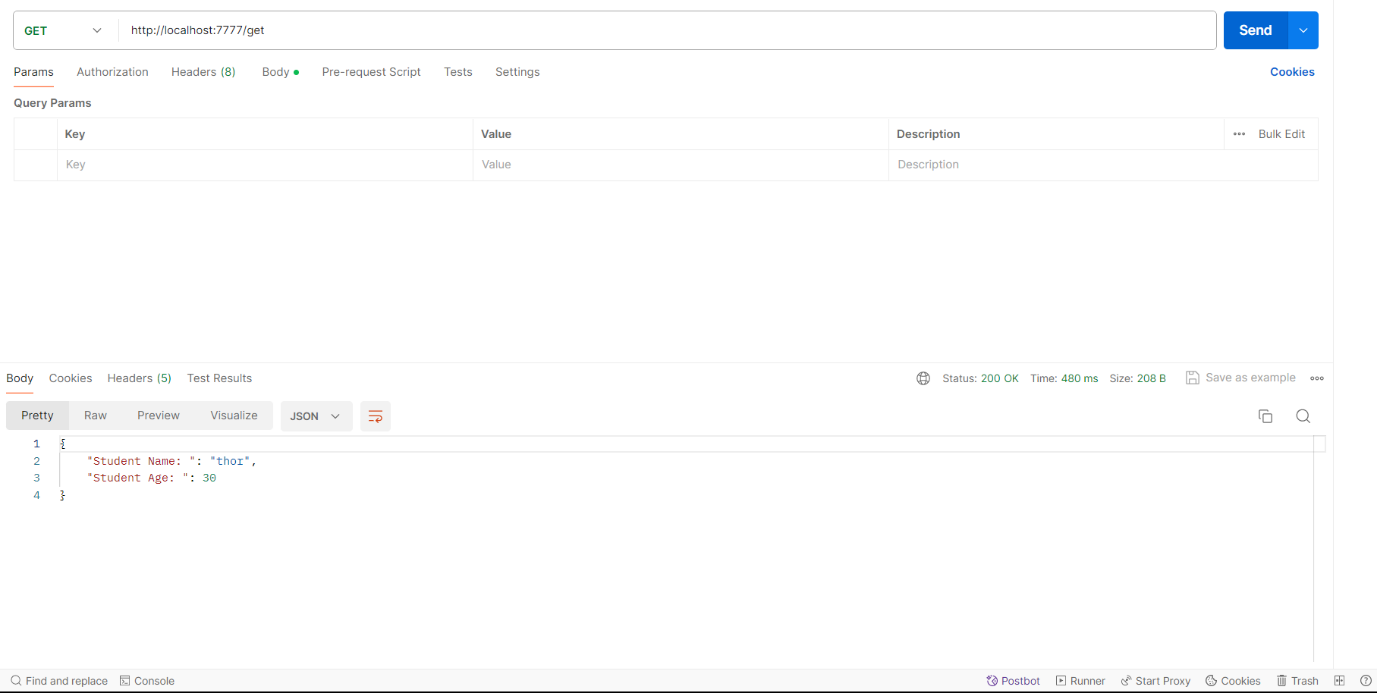 GET http://localhost:7777/get Send
Params Authorization Headers (8) Body Pre-request Script Tests Settings Cookies
Query Params
Key Value Description ••• Bulk Edit
Key Value Description
Body Cookies Headers (5) Test Results Status: 200 OK Time: 480 ms Size: 208 B Save as example
Pretty Raw Preview Visualize JSON
1 {
2 "Student Name: ": "thor",
3 "Student Age: ": 30
4 }
Find and replace Console Postbot Runner Start Proxy Cookies Trash